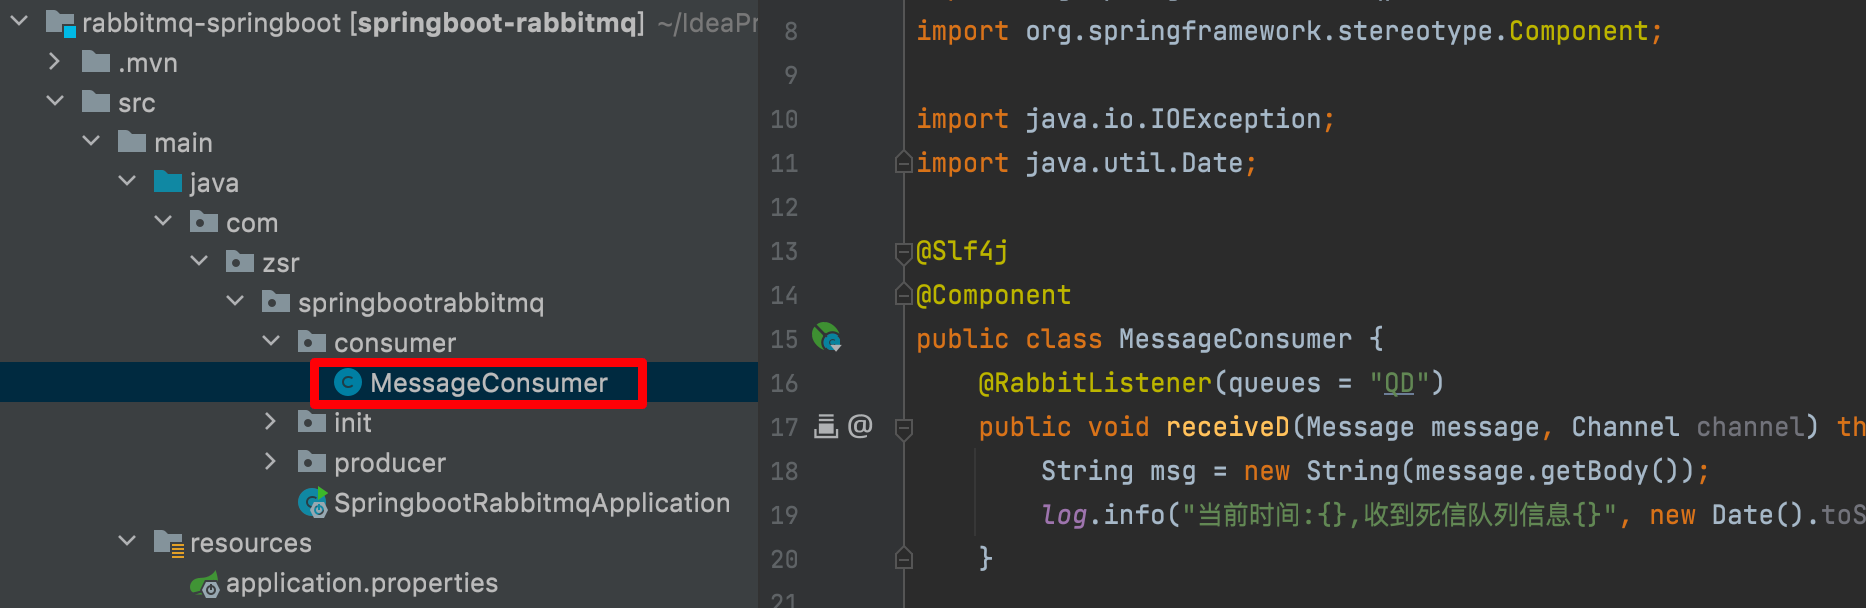 rabbitmq-springboot [springboot-rabbitmq] ~/IdeaPr
.mvn
src
main
java
com
zsr
springbootrabbitmq
consumer
MessageConsumer
init
producer
SpringbootRabbitmqApplication
resources
application.properties
8 import org.springframework.stereotype.Component;
9
10 import java.io.IOException;
11 import java.util.Date;
12
13 @Slf4j
14 @Component
15 public class MessageConsumer {
16 @RabbitListener(queues = "QD")
17 @ public void receiveD(Message message, Channel channel) th
18 String msg = new String(message.getBody());
19 log.info("当前时间:{},收到死信队列信息{}", new Date().toS
20 }
21